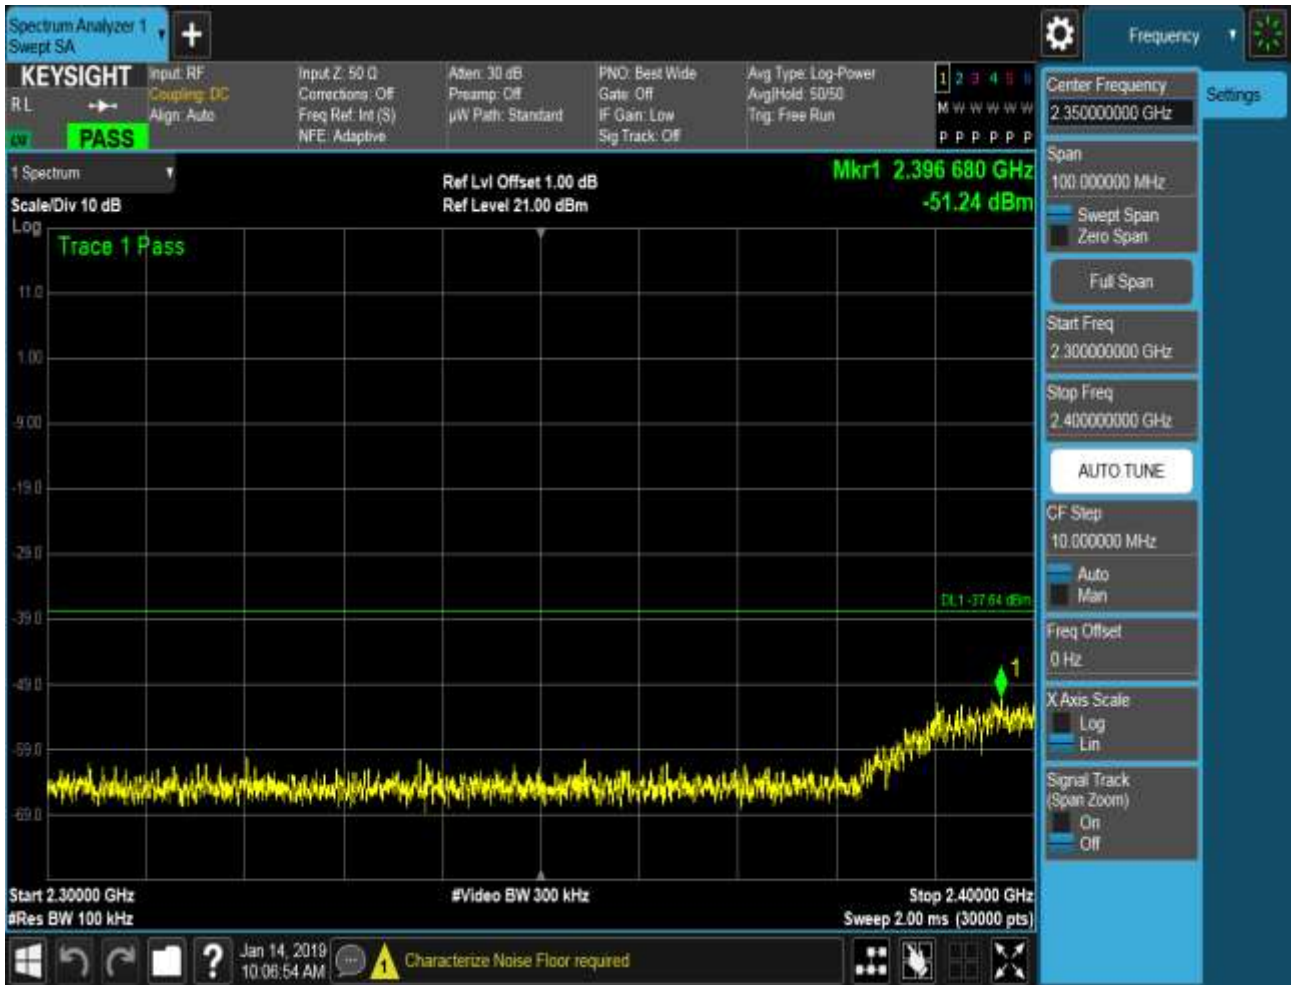 Spectrum Analyzer 1
Swept SA
+
Frequency
KEYSIGHT
RL
LXI
PASS
Input: RF
Coupling: DC
Align: Auto
Input Z: 50 Ω
Corrections: Off
Freq Ref: Int (S)
NFE: Adaptive
Atten: 30 dB
Preamp: Off
µW Path: Standard
PNO: Best Wide
Gate: Off
IF Gain: Low
Sig Track: Off
Avg Type: Log-Power
Avg|Hold: 50/50
Trig: Free Run
1 2 3 4 5 6
M W W W W W
P P P P P P
1 Spectrum
Scale/Div 10 dB
Log
Ref Lvl Offset 1.00 dB
Ref Level 21.00 dBm
Mkr1 2.396 680 GHz
-51.24 dBm
Trace 1 Pass
11.0
1.00
-9.00
-19.0
-29.0
-39.0
-49.0
-59.0
-69.0
DL1 -37.64 dBm
1
Start 2.30000 GHz
#Res BW 100 kHz
#Video BW 300 kHz
Stop 2.40000 GHz
Sweep 2.00 ms (30000 pts)
Center Frequency
2.350000000 GHz
Settings
Span
100.000000 MHz
Swept Span
Zero Span
Full Span
Start Freq
2.300000000 GHz
Stop Freq
2.400000000 GHz
AUTO TUNE
CF Step
10.000000 MHz
Auto
Man
Freq Offset
0 Hz
X Axis Scale
Log
Lin
Signal Track
(Span Zoom)
On
Off
?
Jan 14, 2019
10:06:54 AM
1
Characterize Noise Floor required